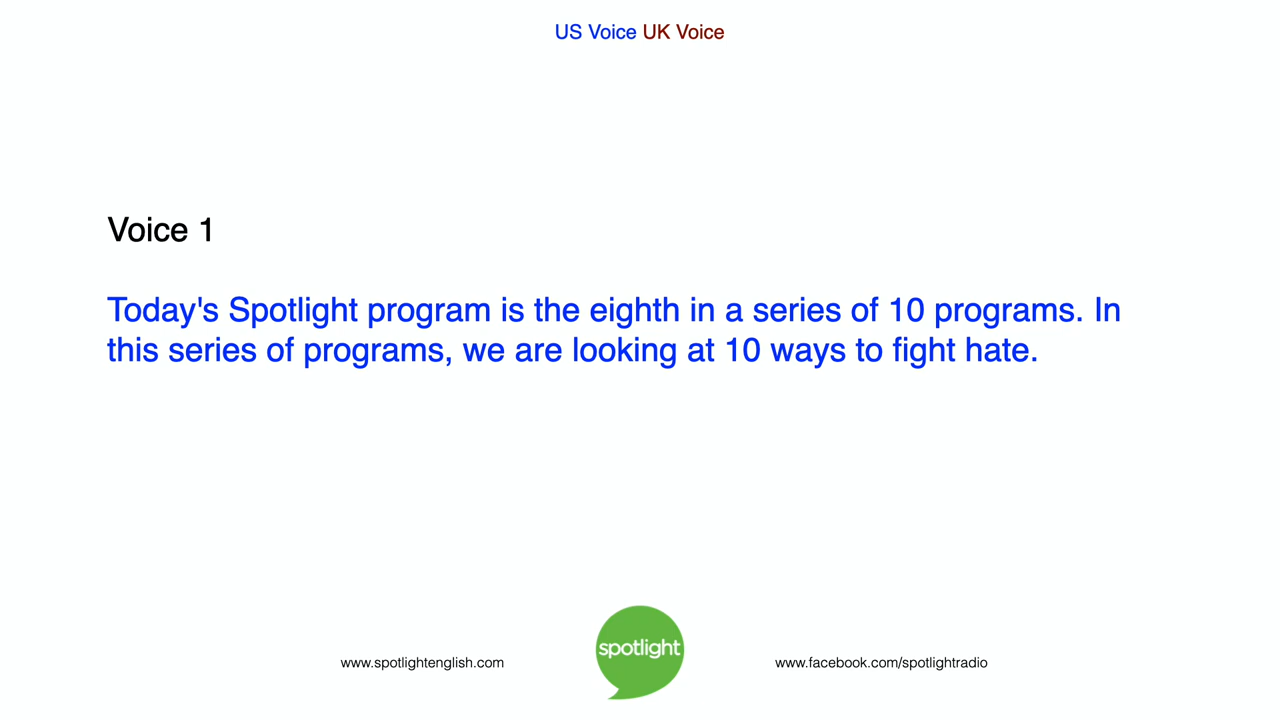 US Voice UK Voice
Voice 1
Today's Spotlight program is the eighth in a series of 10 programs. In
this series of programs, we are looking at 10 ways to fight hate.
www.spotlightenglish.com
spotlight
www.facebook.com/spotlightradio